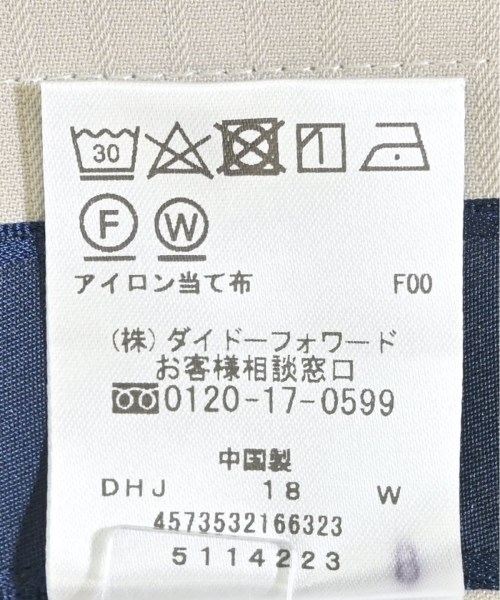 30
F W
アイロン当て布 F00
(株)ダイドーフォワード
お客様相談窓口
0120-17-0599
中国製
DHJ 18 W
4573532166323
5114223